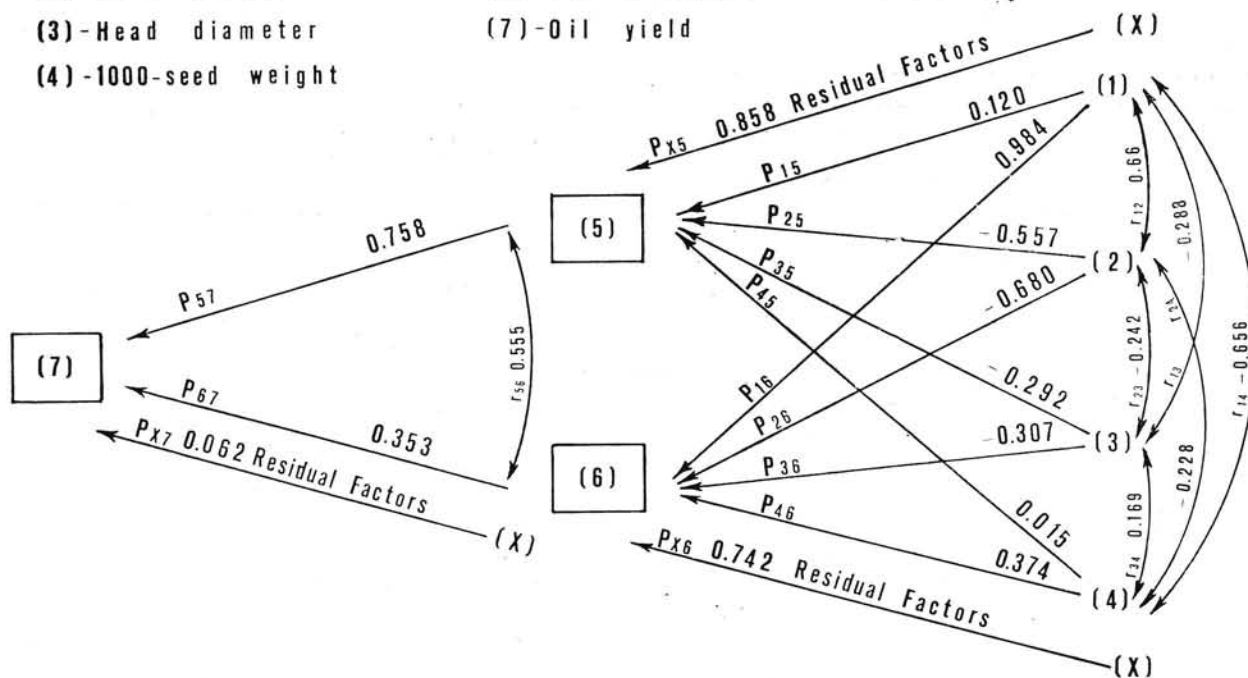 (3)-Head diameter (7)-Oil yield
(4)-1000-seed weight
(X)
Px5 0.858 Residual Factors
(1)
P15 0.120
0.984
r12 0.66
-0.288
(5)
P25 -0.557
(2)
P35
P45
-0.680
0.758
P57
r56 0.555
(7)
P67
0.353
Px7 0.062 Residual Factors
(X)
r24
r23 -0.242
r13
r14 -0.656
P16
-0.292
P26
-0.307
(3)
P36
(6)
P46
0.015
-0.228
0.374
r34 0.169
(4)
Px6 0.742 Residual Factors
(X)